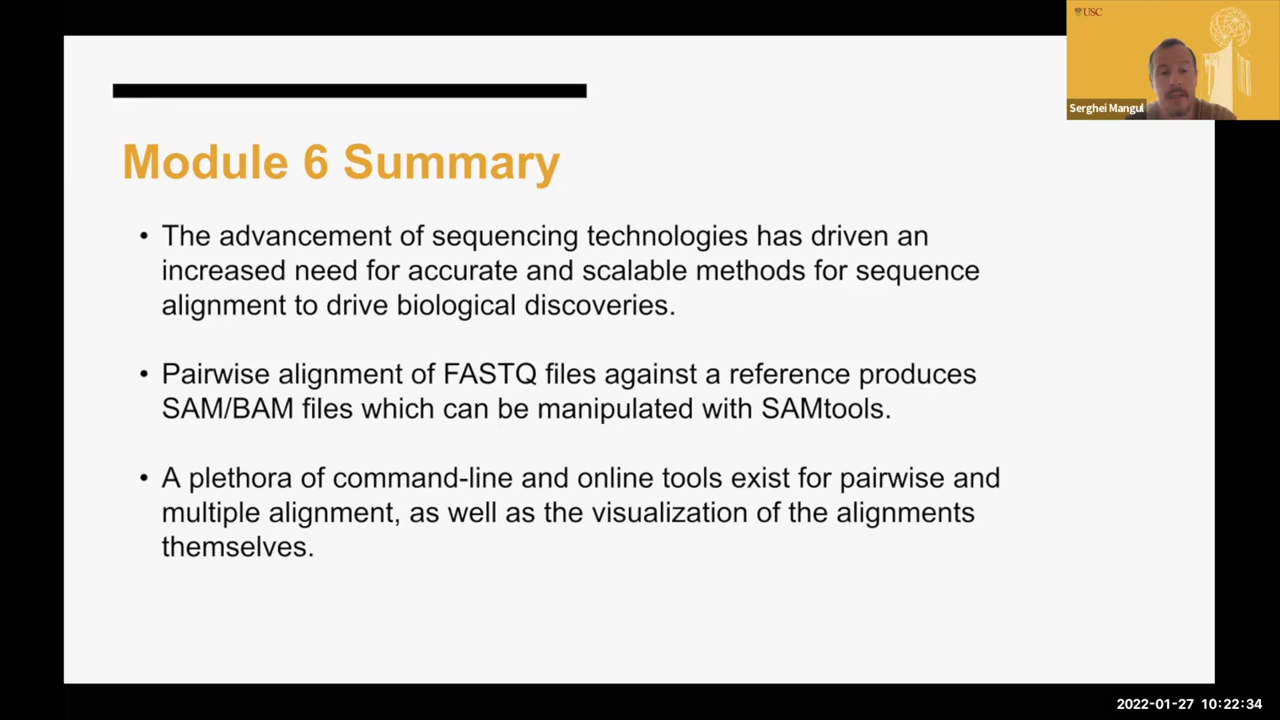 USC
Serghei Mangul
Module 6 Summary
• The advancement of sequencing technologies has driven an
increased need for accurate and scalable methods for sequence
alignment to drive biological discoveries.
• Pairwise alignment of FASTQ files against a reference produces
SAM/BAM files which can be manipulated with SAMtools.
• A plethora of command-line and online tools exist for pairwise and
multiple alignment, as well as the visualization of the alignments
themselves.
2022-01-27 10:22:34